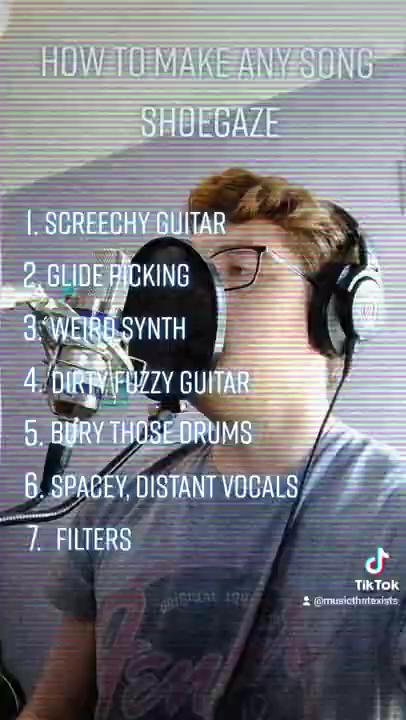 HOW TO MAKE ANY SONG
SHOEGAZE
1. SCREECHY GUITAR
2. GLIDE PICKING
3. WEIRD SYNTH
4. DIRTY FUZZY GUITAR
5. BURY THOSE DRUMS
6. SPACEY, DISTANT VOCALS
7. FILTERS
TikTok
@musicthatexists
ORIGINAL